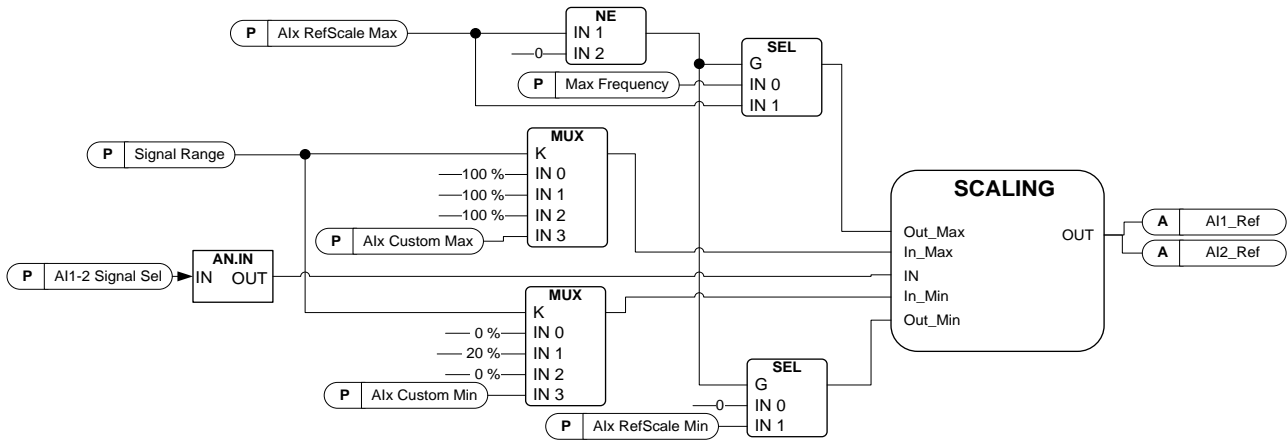 P AIx RefScale Max
NE
IN 1
0 IN 2
SEL
G
P Max Frequency IN 0
IN 1
P Signal Range
MUX
K
100 % IN 0
100 % IN 1
100 % IN 2
P AIx Custom Max IN 3
P AI1-2 Signal Sel
AN.IN
IN OUT
MUX
K
0 % IN 0
20 % IN 1
0 % IN 2
P AIx Custom Min IN 3
SEL
G
0 IN 0
P AIx RefScale Min IN 1
SCALING
Out_Max
In_Max
IN
In_Min
Out_Min
OUT
A AI1_Ref
A AI2_Ref